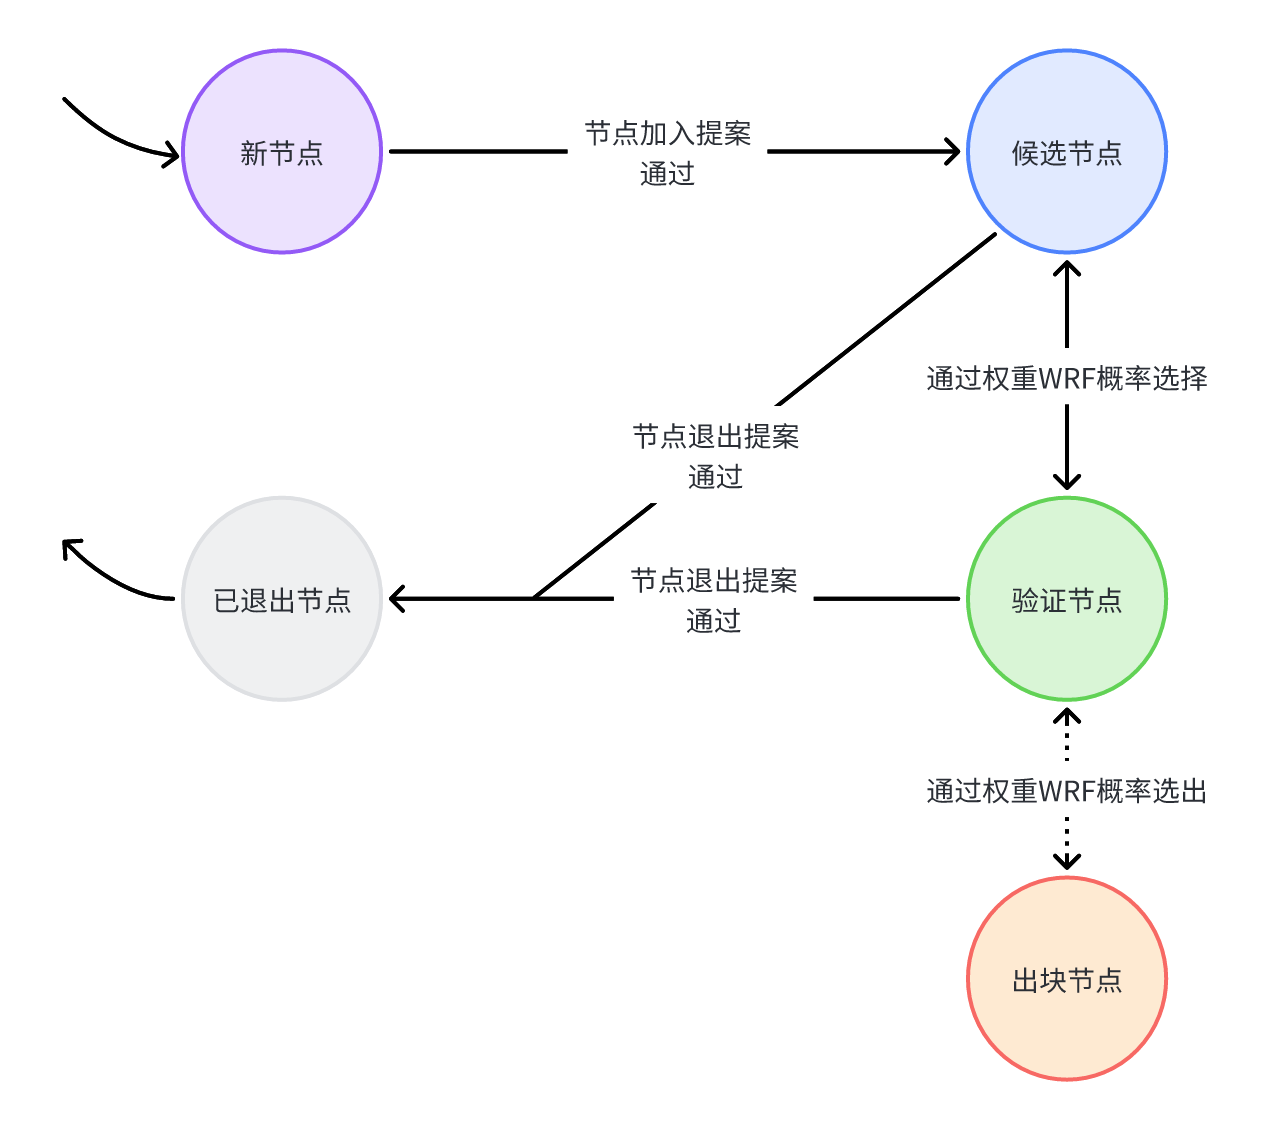 新节点
节点加入提案
通过
候选节点
通过权重WRF概率选择
节点退出提案
通过
已退出节点
节点退出提案
通过
验证节点
通过权重WRF概率选出
出块节点